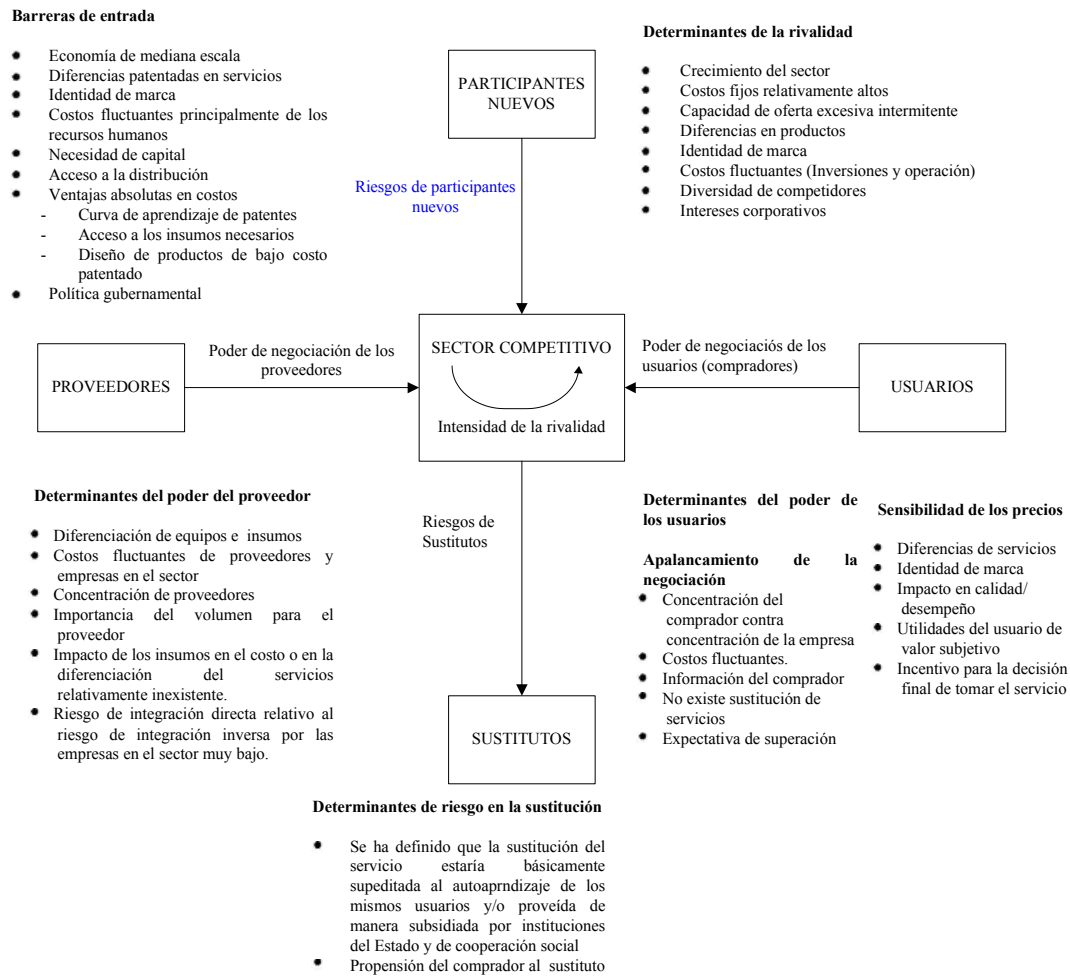 Barreras de entrada
Economía de mediana escala
Diferencias patentadas en servicios
Identidad de marca
Costos fluctuantes principalmente de los
recursos humanos
Necesidad de capital
Acceso a la distribución
Ventajas absolutas en costos
- Curva de aprendizaje de patentes
- Acceso a los insumos necesarios
- Diseño de productos de bajo costo
patentado
Política gubernamental
PARTICIPANTES
NUEVOS
Riesgos de participantes
nuevos
Determinantes de la rivalidad
Crecimiento del sector
Costos fijos relativamente altos
Capacidad de oferta excesiva intermitente
Diferencias en productos
Identidad de marca
Costos fluctuantes (Inversiones y operación)
Diversidad de competidores
Intereses corporativos
PROVEEDORES
Poder de negociación de los
proveedores
SECTOR COMPETITIVO
Intensidad de la rivalidad
Poder de negociaciós de los
usuarios (compradores)
USUARIOS
Determinantes del poder del proveedor
Diferenciación de equipos e insumos
Costos fluctuantes de proveedores y
empresas en el sector
Concentración de proveedores
Importancia del volumen para el
proveedor
Impacto de los insumos en el costo o en la
diferenciación del servicios
relativamente inexistente.
Riesgo de integración directa relativo al
riesgo de integración inversa por las
empresas en el sector muy bajo.
Riesgos de
Sustitutos
SUSTITUTOS
Determinantes del poder de
los usuarios
Apalancamiento de la
negociación
Concentración del
comprador contra
concentración de la empresa
Costos fluctuantes.
Información del comprador
No existe sustitución de
servicios
Expectativa de superación
Sensibilidad de los precios
Diferencias de servicios
Identidad de marca
Impacto en calidad/
desempeño
Utilidades del usuario de
valor subjetivo
Incentivo para la decisión
final de tomar el servicio
Determinantes de riesgo en la sustitución
Se ha definido que la sustitución del
servicio estaría básicamente
supeditada al autoaprndizaje de los
mismos usuarios y/o proveída de
manera subsidiada por instituciones
del Estado y de cooperación social
Propensión del comprador al sustituto